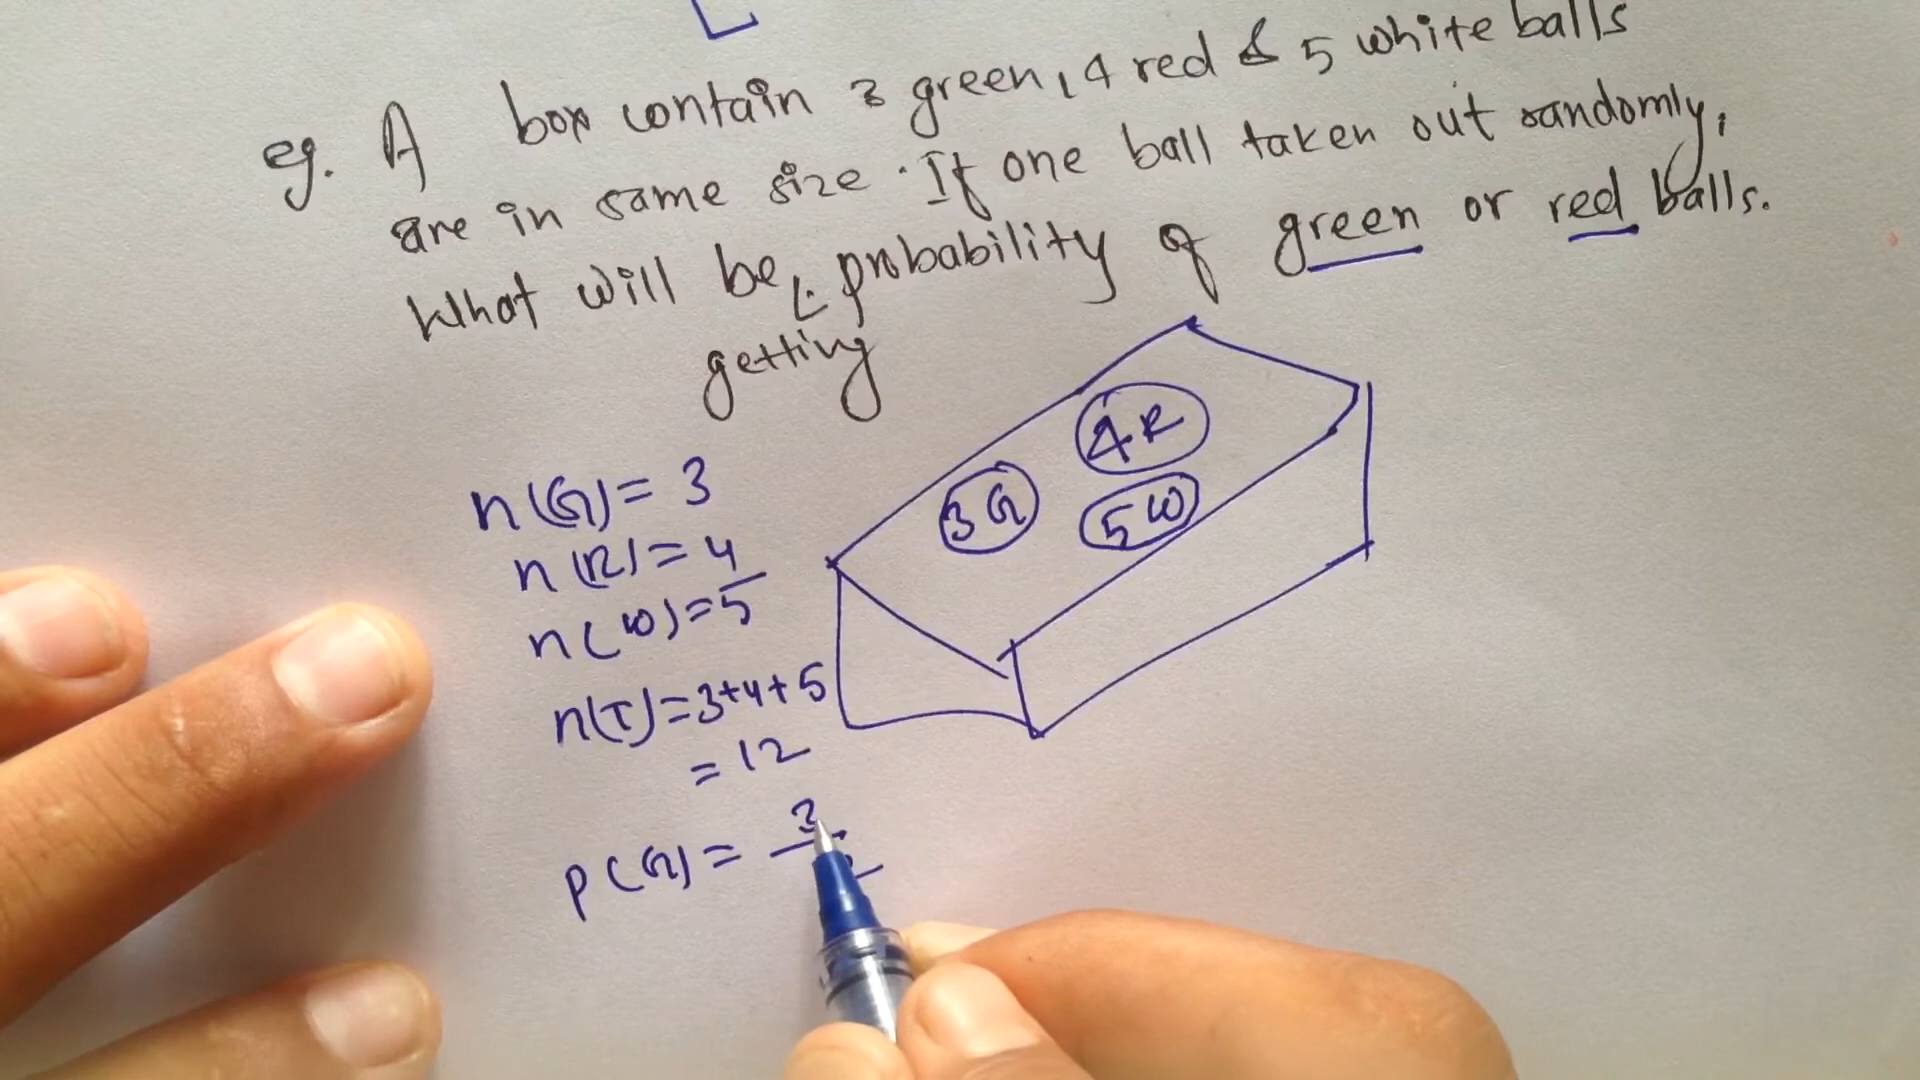 eg. A box contain 3 green, 4 red & 5 white balls
are in same size. If one ball taken out randomly,
What will be, probability of green or red balls.
getting
4R
3G
5W
n(G) = 3
n(R) = 4
n(W) = 5
n(T) = 3+4+5
= 12
P(G) = 3